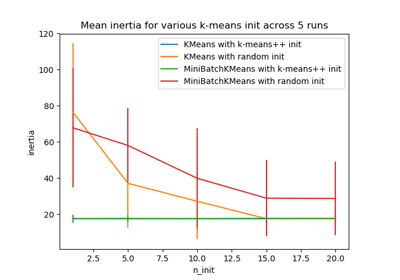 Mean inertia for various k-means init across 5 runs
120
KMeans with k-means++ init
KMeans with random init
MiniBatchKMeans with k-means++ init
MiniBatchKMeans with random init
100
80
inertia
60
40
20
2.5 5.0 7.5 10.0 12.5 15.0 17.5 20.0
n_init